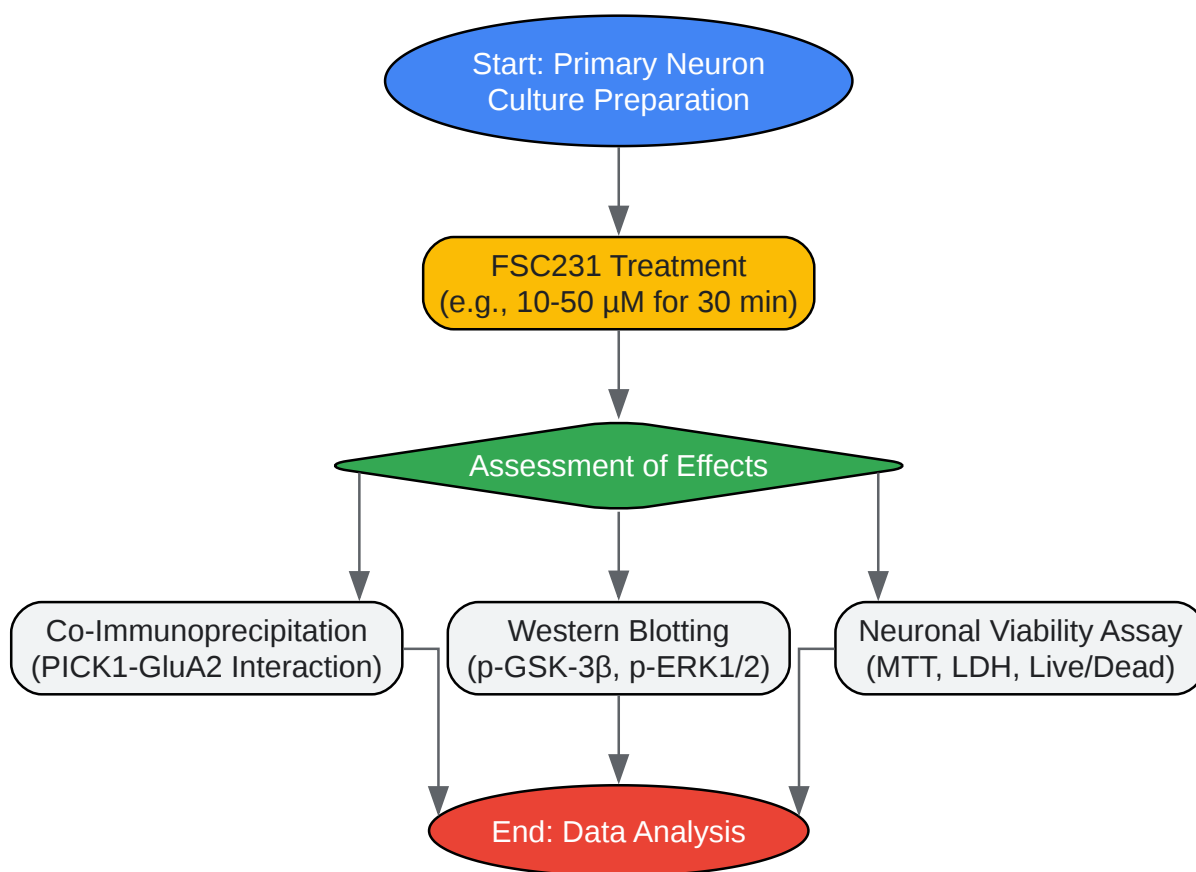 Start: Primary Neuron
Culture Preparation
FSC231 Treatment
(e.g., 10-50 µM for 30 min)
Assessment of Effects
Co-Immunoprecipitation
(PICK1-GluA2 Interaction)
Western Blotting
(p-GSK-3β, p-ERK1/2)
Neuronal Viability Assay
(MTT, LDH, Live/Dead)
End: Data Analysis